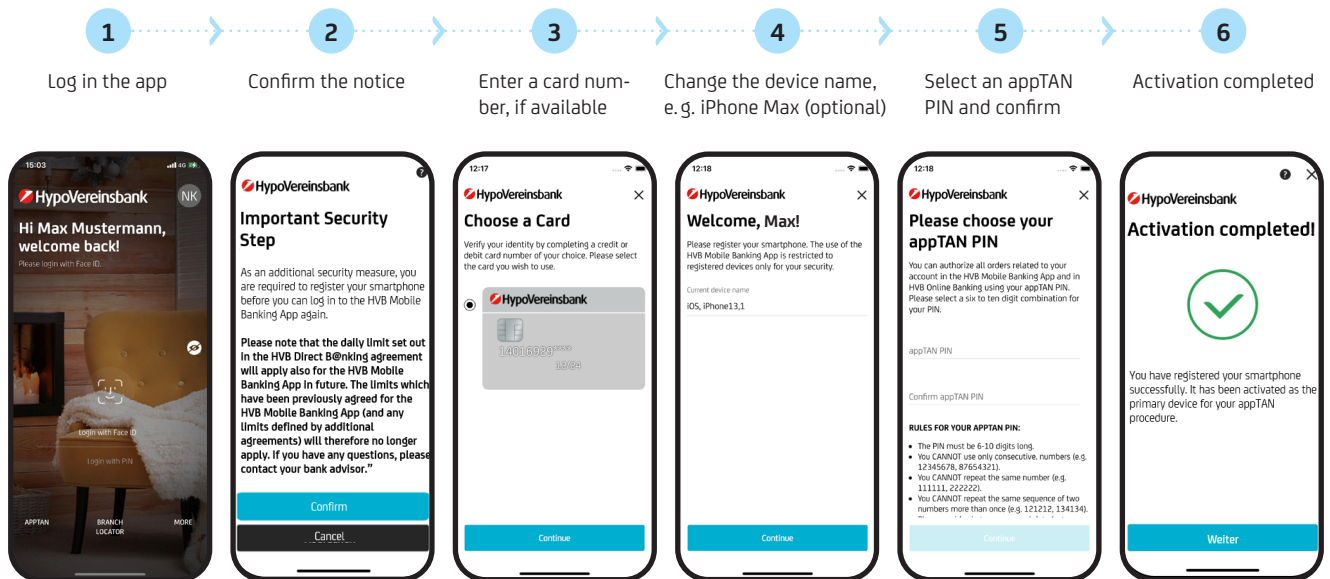 1
2
3
4
5
6
Log in the app
Confirm the notice
Enter a card num-
ber, if available
Change the device name,
e. g. iPhone Max (optional)
Select an appTAN
PIN and confirm
Activation completed
15:03
4G
HypoVereinsbank
NK
Hi Max Mustermann,
welcome back!
Please login with Face ID.
Login with Face ID
Login with PIN
APPTAN
BRANCH
LOCATOR
MORE
?
HypoVereinsbank
Important Security
Step
As an additional security measure, you
are required to register your smartphone
before you can log in to the HVB Mobile
Banking App again.
Please note that the daily limit set out
in the HVB Direct B@nking agreement
will apply also for the HVB Mobile
Banking App in future. The limits which
have been previously agreed for the
HVB Mobile Banking App (and any
limits defined by additional
agreements) will therefore no longer
apply. If you have any questions, please
contact your bank advisor.”
Confirm
Cancel
12:17
HypoVereinsbank
Choose a Card
Verify your identity by completing a credit or
debit card number of your choice. Please select
the card you wish to use.
HypoVereinsbank
14016989****
12/24
Continue
12:18
HypoVereinsbank
Welcome, Max!
Please register your smartphone. The use of the
HVB Mobile Banking App is restricted to
registered devices only for your security.
Current device name
iOS, iPhone13,1
Continue
12:18
HypoVereinsbank
Please choose your
appTAN PIN
You can authorize all orders related to your
account in the HVB Mobile Banking App and in
HVB Online Banking using your appTAN PIN.
Please select a six to ten digit combination for
your PIN.
appTAN PIN
Confirm appTAN PIN
RULES FOR YOUR APPTAN PIN:
• The PIN must be 6-10 digits long.
• You CANNOT use only consecutive. numbers (e.g.
12345678, 87654321).
• You CANNOT repeat the same number (e.g.
111111, 222222).
• You CANNOT repeat the same sequence of two
numbers more than once (e.g. 121212, 134134).
Continue
?
HypoVereinsbank
Activation completed!
You have registered your smartphone
successfully. It has been activated as the
primary device for your appTAN
procedure.
Weiter